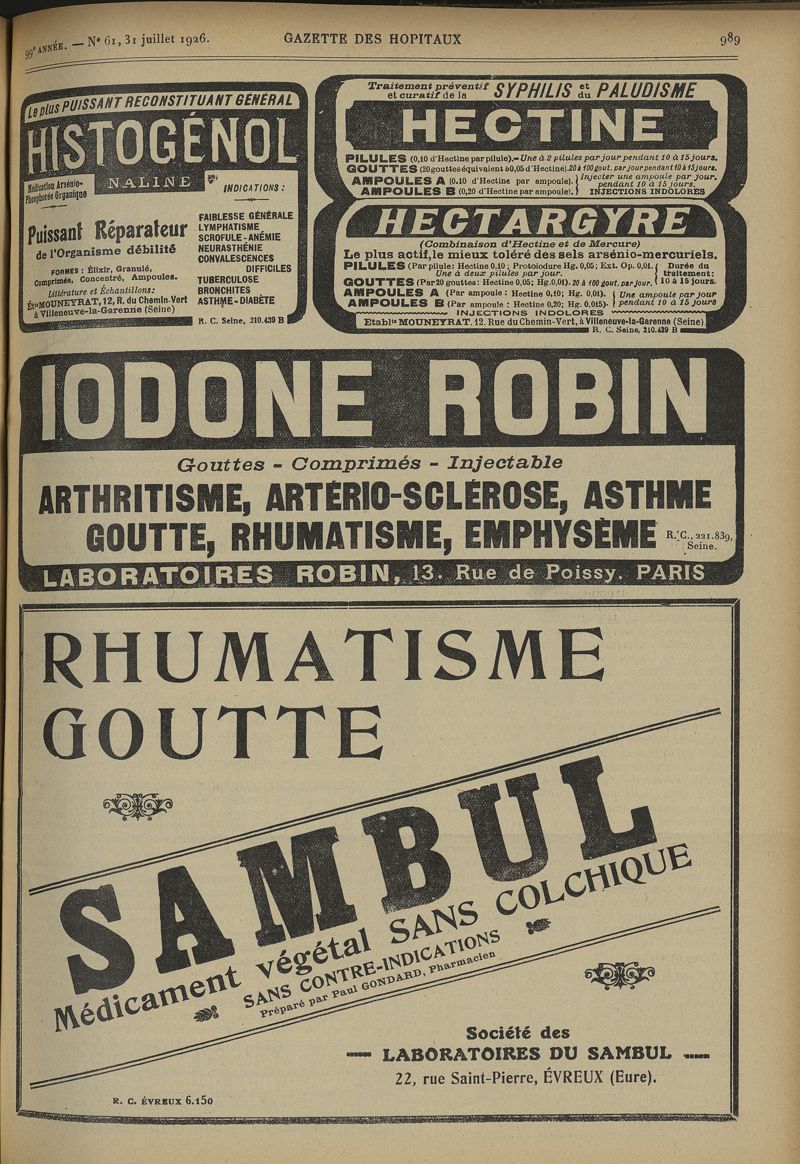 99e ANNÉE. — No 61, 31 juillet 1926.
GAZETTE DES HOPITAUX
989
Le plus PUISSANT RECONSTITUANT GÉNÉRAL
HISTOGÉNOL
NALINE
Médication Arsénio-
Phosphorée Organique
Puissant Réparateur
de l'Organisme débilité
FORMES : Élixir, Granulé,
Comprimés, Concentré, Ampoules.
Littérature et Échantillons:
Éts MOUNEYRAT, 12, R. du Chemin-Vert
à Villeneuve-la-Garenne (Seine)
INDICATIONS :
FAIBLESSE GÉNÉRALE
LYMPHATISME
SCROFULE - ANÉMIE
NEURASTHÉNIE
CONVALESCENCES
DIFFICILES
TUBERCULOSE
BRONCHITES
ASTHME - DIABÈTE
R. C. Seine, 210.439 B
Traitement préventif
et curatif de la
SYPHILIS et du PALUDISME
HECTINE
PILULES (0,10 d'Hectine par pilule).—Une à 2 pilules par jour pendant 10 à 15 jours.
GOUTTES (20 gouttes équivalent à 0,05 d'Hectine). 20 à 100 gout. par jour pendant 10 à 15 jours.
AMPOULES A (0.10 d'Hectine par ampoule). { Injecter une ampoule par jour.
pendant 10 à 15 jours.
AMPOULES B (0,20 d'Hectine par ampoule). INJECTIONS INDOLORES
HECTARGYRE
(Combinaison d'Hectine et de Mercure)
Le plus actif, le mieux toléré des sels arsénio-mercuriels.
PILULES (Par pilule: Hectine 0,10 ; Protoiodure Hg. 0,05 ; Ext. Op. 0,01.
Une à deux pilules par jour.
GOUTTES (Par 20 gouttes : Hectine 0,05; Hg. 0,01). 20 à 100 gout. par jour.
Durée du
traitement:
10 à 15 jours.
AMPOULES A (Par ampoule : Hectine 0,10; Hg. 0,01).
AMPOULES B (Par ampoule : Hectine 0,20; Hg. 0,015).
Une ampoule par jour
pendant 10 à 15 jours
INJECTIONS INDOLORES
Etablts MOUNEYRAT, 12. Rue du Chemin-Vert, à Villeneuve-la-Garenne (Seine)
R. C. Seine, 210.439 B
IODONE ROBIN
Gouttes - Comprimés - Injectable
ARTHRITISME, ARTÉRIO-SCLÉROSE, ASTHME
GOUTTE, RHUMATISME, EMPHYSÈME
R. C., 221.839,
Seine.
LABORATOIRES ROBIN, 13. Rue de Poissy. PARIS
RHUMATISME
GOUTTE
SAMBUL
Médicament végétal SANS COLCHIQUE
SANS CONTRE-INDICATIONS
Préparé par Paul GONDARD, Pharmacien
Société des
LABORATOIRES DU SAMBUL
22, rue Saint-Pierre, ÉVREUX (Eure).
R. C. ÉVREUX 6.150